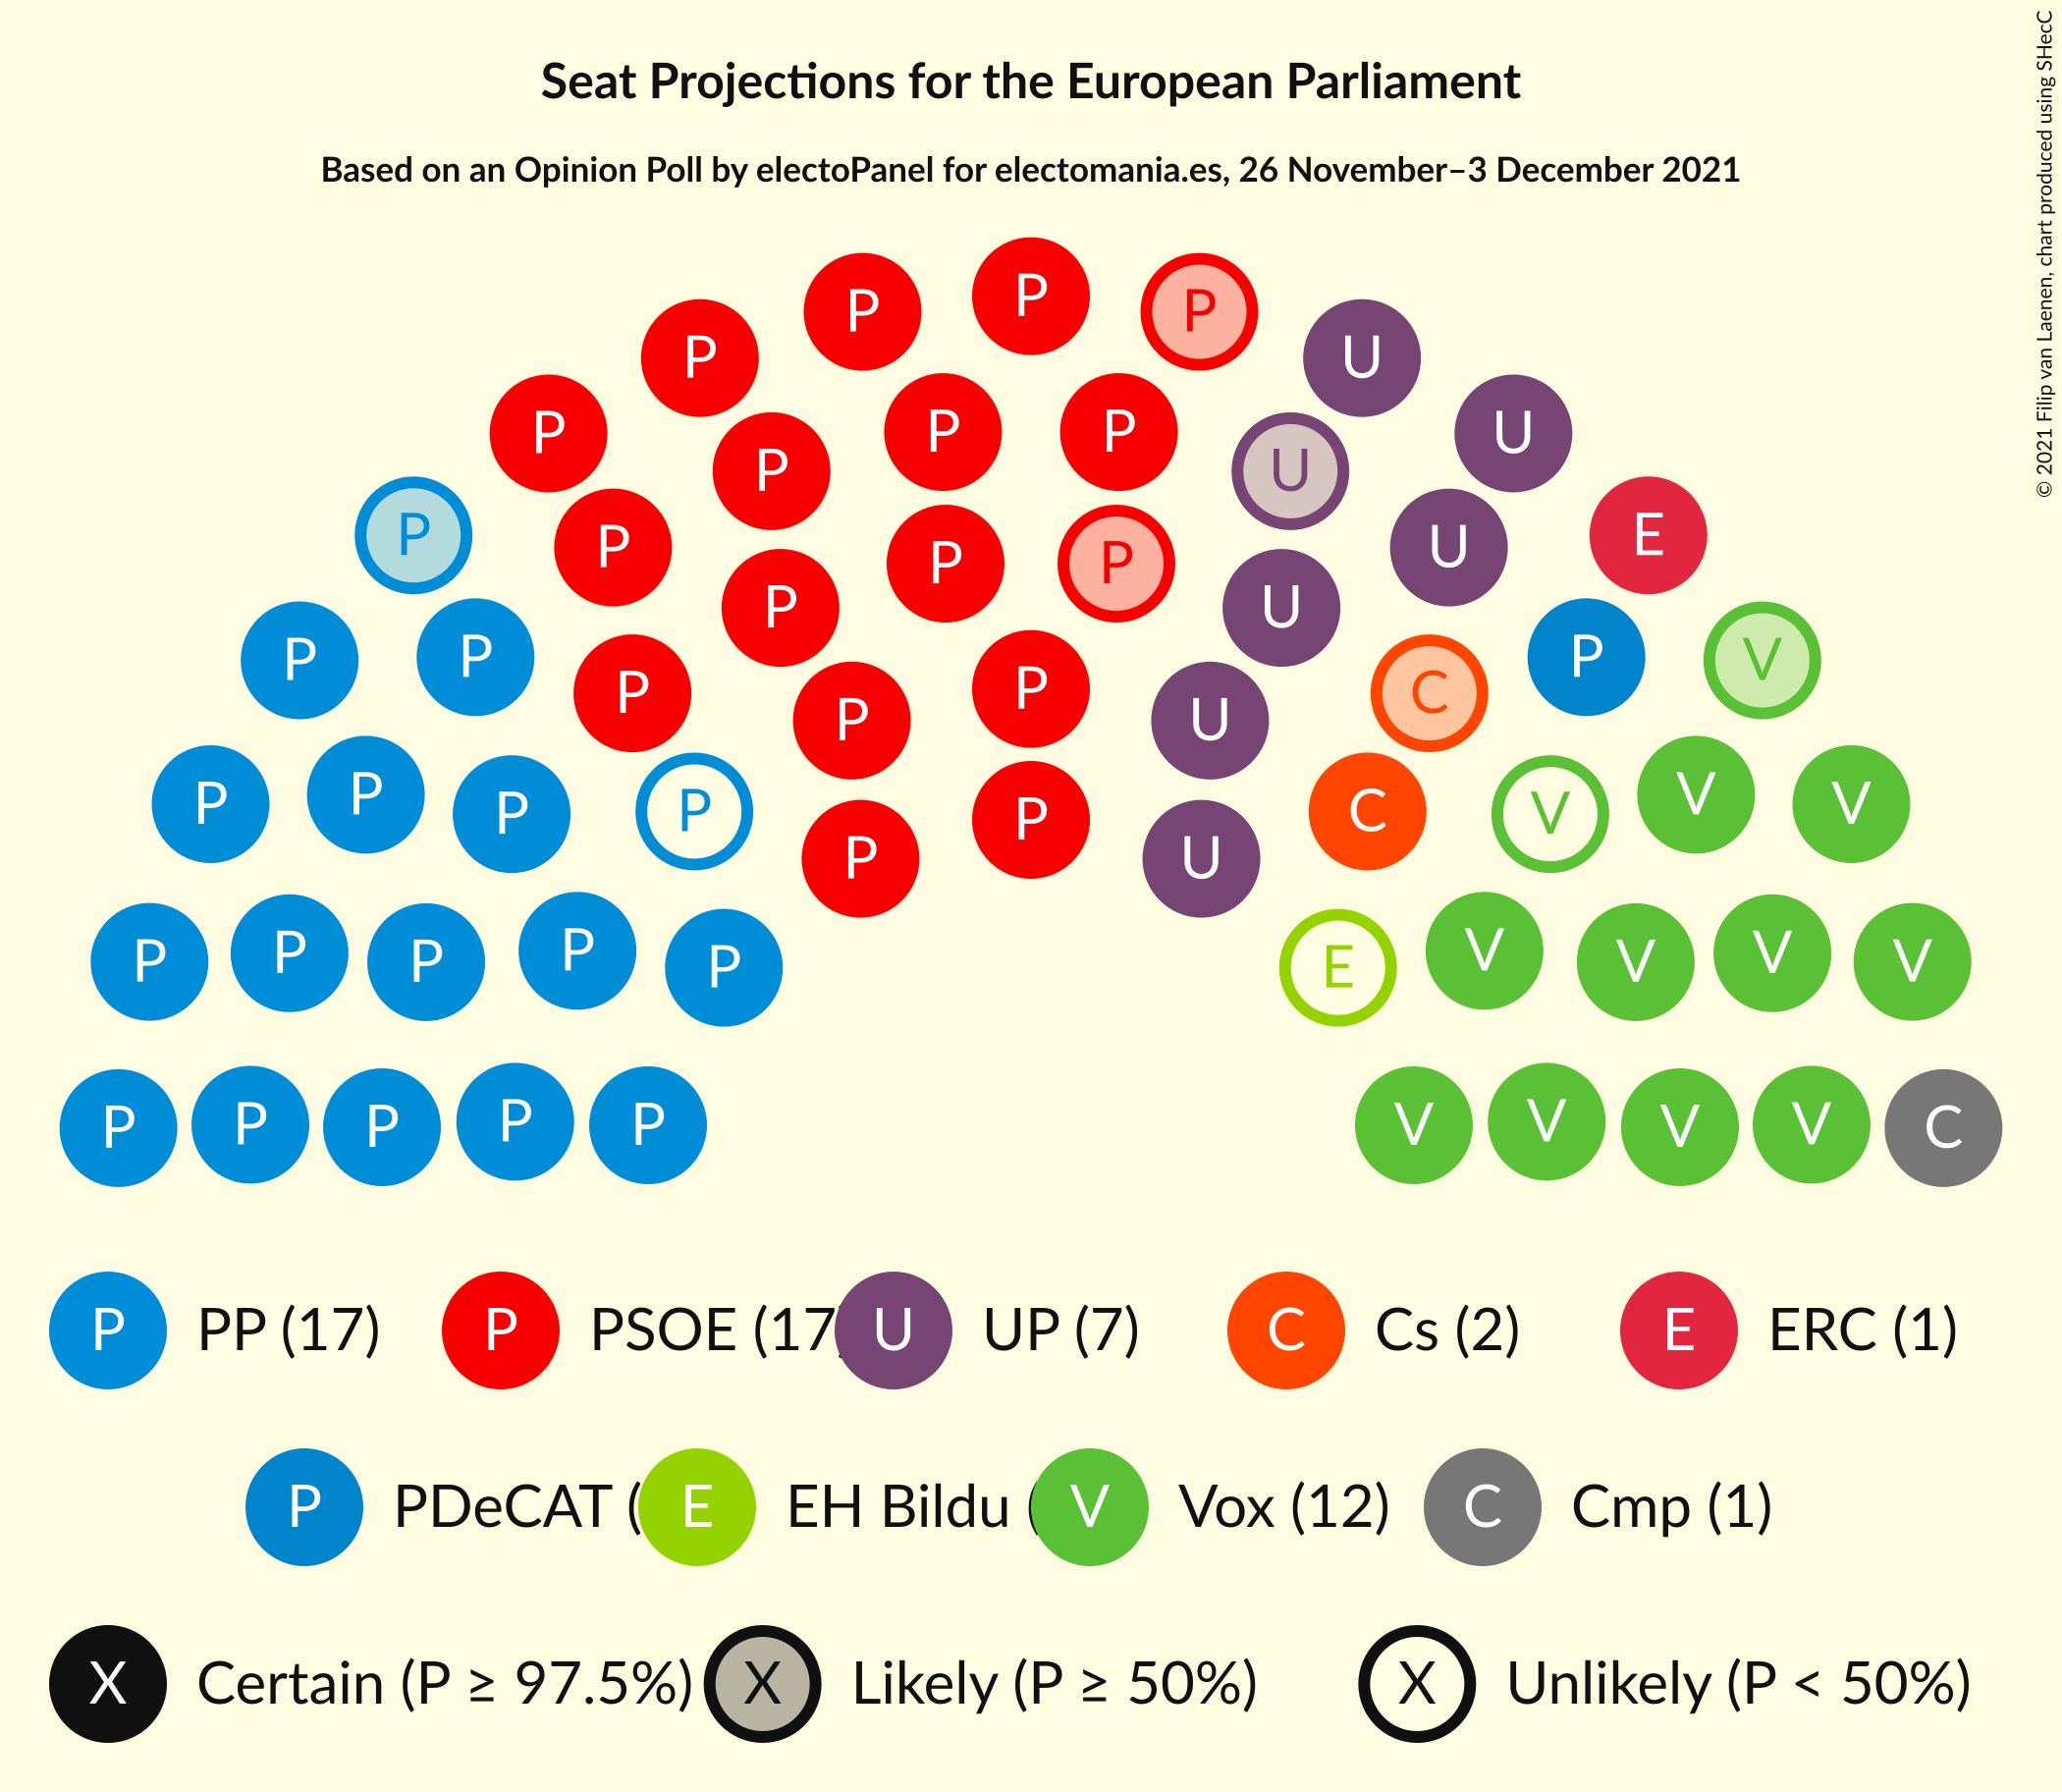 Seat Projections for the European Parliament
Based on an Opinion Poll by electoPanel for electomania.es, 26 November–3 December 2021
© 2021 Filip van Laenen, chart produced using SHecC
P P P
P P U
P P P U
P P U
P P P U E
P P P U
P P P V
P P C
P U
P P P C V V V
P P P C V
P U
P P P V V V
P P E V
P P P P P V V V V C
P PP (17) P PSOE (17 U UP (7) C Cs (2) E ERC (1)
P PDeCAT ( E EH Bildu ( V Vox (12) C Cmp (1)
X Certain (P ≥ 97.5%) X Likely (P ≥ 50%) X Unlikely (P < 50%)